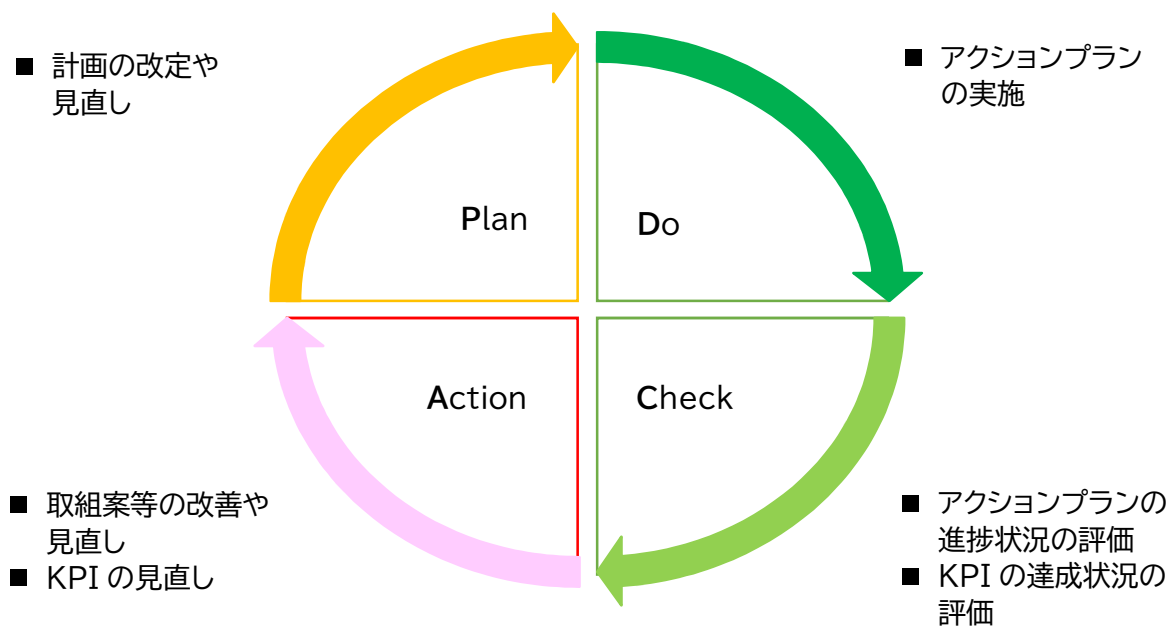 ■ 計画の改定や
見直し
■ アクションプラン
の実施
Plan
Do
Action
Check
■ 取組案等の改善や
見直し
■ KPI の見直し
■ アクションプランの
進捗状況の評価
■ KPI の達成状況の
評価